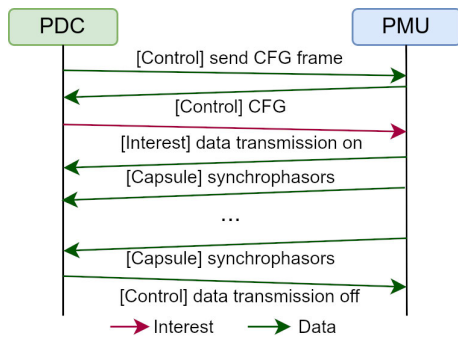 PDC
PMU
[Control] send CFG frame
[Control] CFG
[Interest] data transmission on
[Capsule] synchrophasors
...
[Capsule] synchrophasors
[Control] data transmission off
Interest
Data